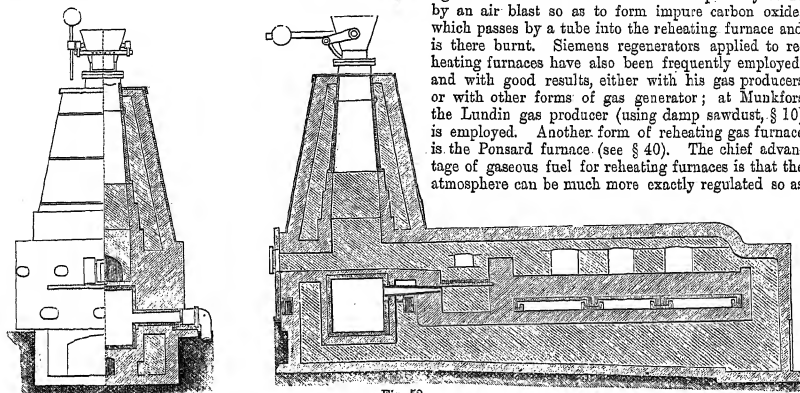 by an air blast so as to form impure carbon oxide
which passes by a tube into the reheating furnace and
is there burnt. Siemens regenerators applied to re
heating furnaces have also been frequently employed
and with good results, either with his gas producers
or with other forms of gas generator; at Munkfors
the Lundin gas producer (using damp sawdust, § 10)
is employed. Another form of reheating gas furnace
is the Ponsard furnace (see § 40). The chief advan
tage of gaseous fuel for reheating furnaces is that the
atmosphere can be much more exactly regulated so as